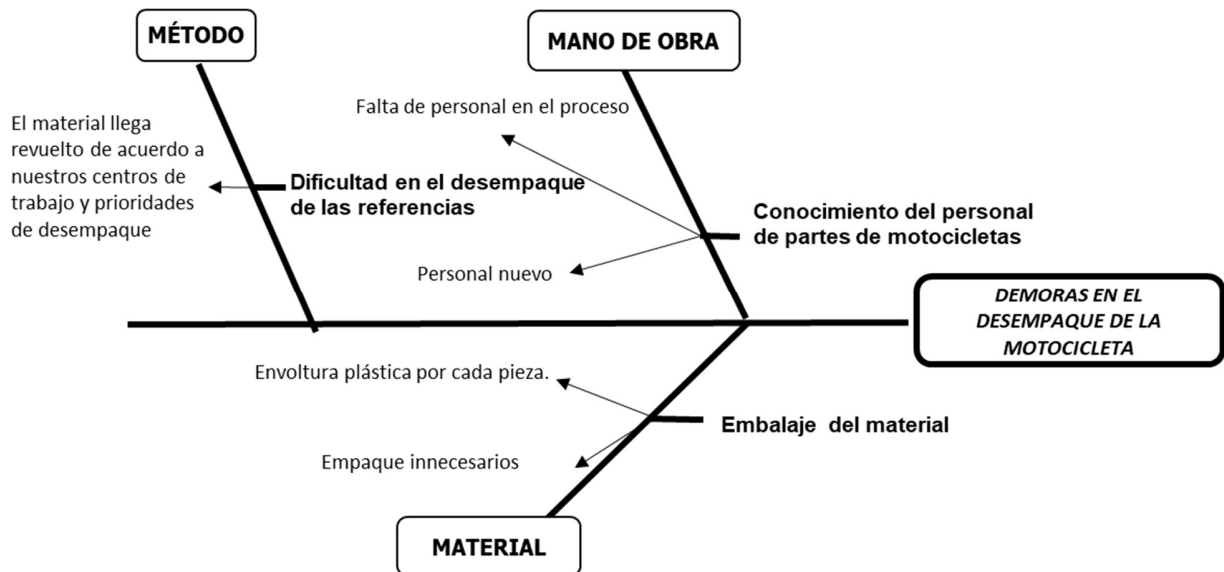 MÉTODO
MANO DE OBRA
Falta de personal en el proceso
El material llega
revuelto de acuerdo a
nuestros centros de
trabajo y prioridades
de desempaque
Dificultad en el desempaque
de las referencias
Conocimiento del personal
de partes de motocicletas
Personal nuevo
DEMORAS EN EL
DESEMPAQUE DE LA
MOTOCICLETA
Envoltura plástica por cada pieza.
Embalaje del material
Empaque innecesarios
MATERIAL